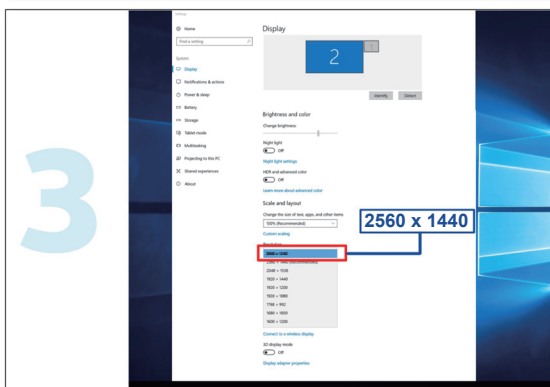 3
Settings
Home
Display
Find a setting
System
2
1
Display
Notifications & actions
Power & sleep
Identify
Detect
Battery
Storage
Brightness and color
Tablet mode
Change brightness
Multitasking
Night light
Projecting to this PC
Off
Shared experiences
Night light settings
About
HDR and advanced color
Off
Learn more about advanced color
Scale and layout
Change the size of text, apps, and other items
100% (Recommended)
2560 x 1440
Custom scaling
Resolution
2048 × 1536
1920 × 1440
1920 × 1200
1920 × 1080
1768 × 992
1680 × 1050
1600 × 1200
Connect to a wireless display
3D display mode
Off
Display adapter properties